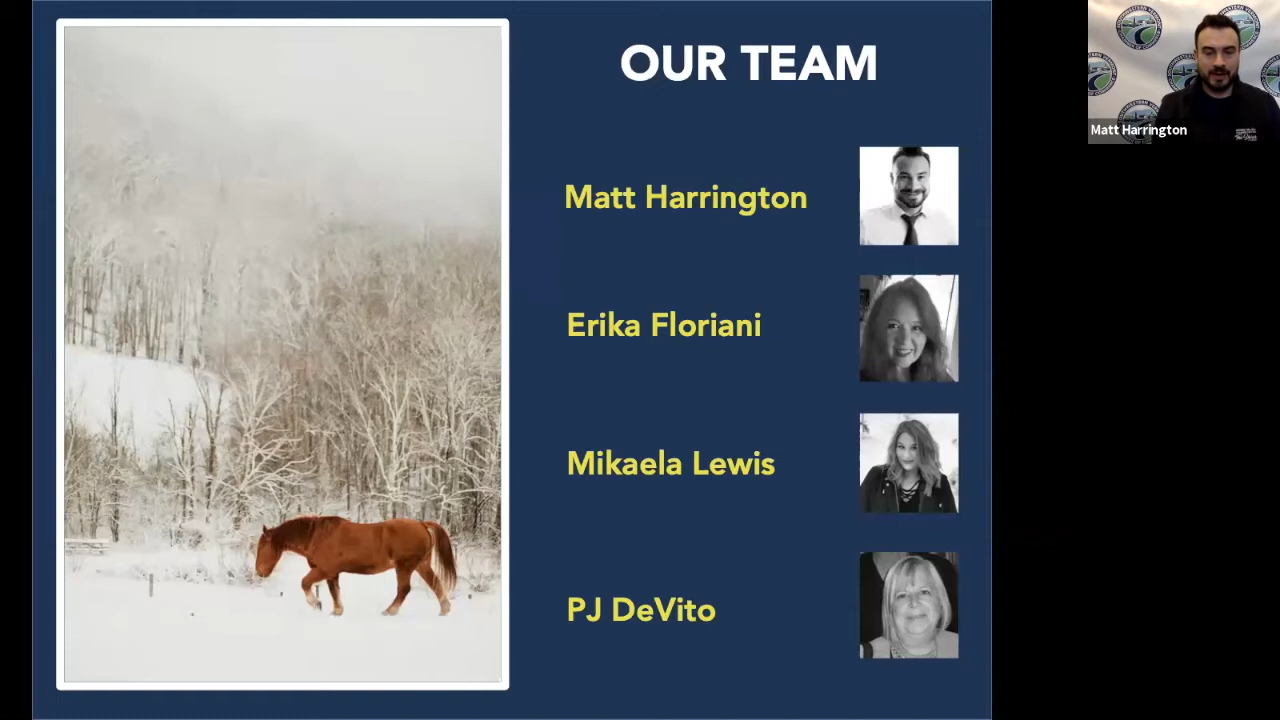 OUR TEAM
Matt Harrington
Matt Harrington
Erika Floriani
Mikaela Lewis
PJ DeVito